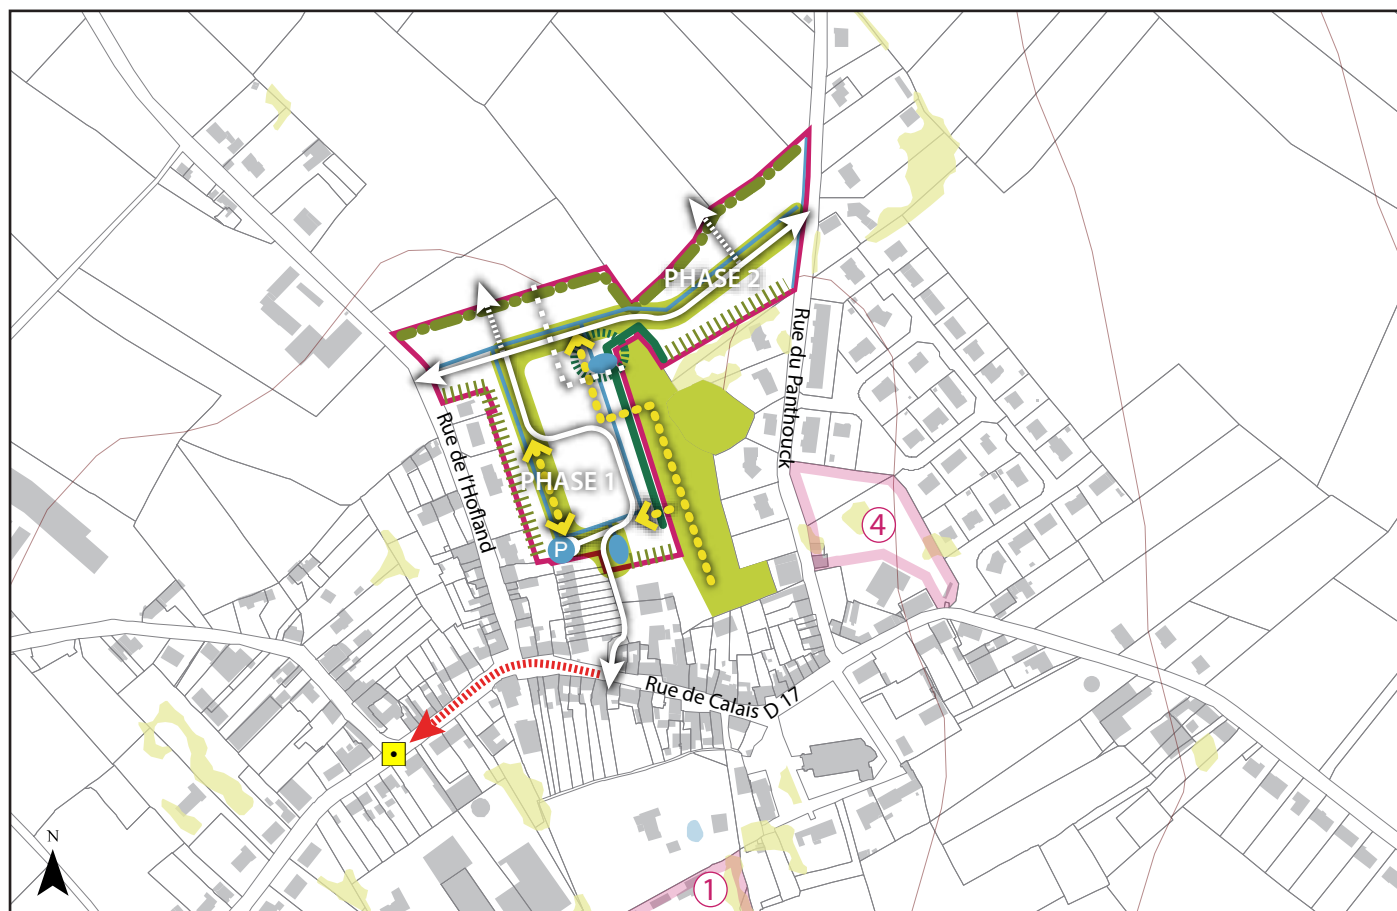 PHASE 2
Rue du Panthouck
Rue de l'Hofland
PHASE 1
4
P
Rue de Calais D 17
N
1